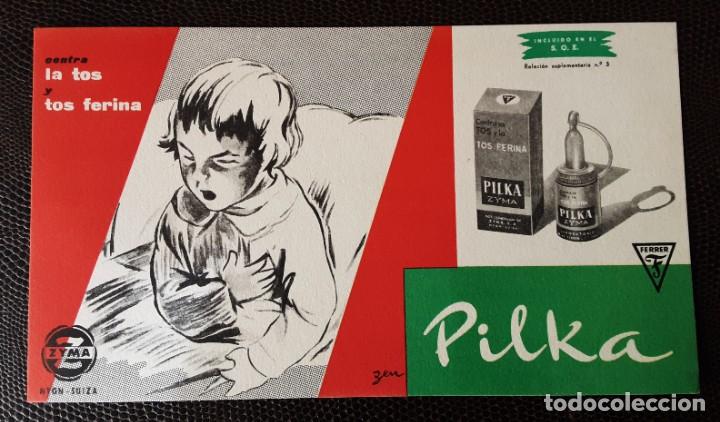 contra
la tos
y
tos ferina
INCLUIDO EN EL
S. O. E.
Relación suplementaria n.º 5
Contra la
TOS y la
TOS FERINA
PILKA
ZYMA
PILKA
ZYMA
FERRER
F
Pilka
zen
Z
ZYMA
NYON-SUIZA
todocoleccion